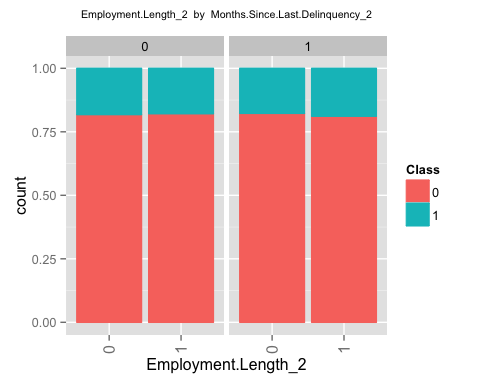 Employment.Length_2 by Months.Since.Last.Delinquency_2
0 1
1.00
0.75
0.50
0.25
0.00
count
0 1 0 1
Employment.Length_2
Class
0
1